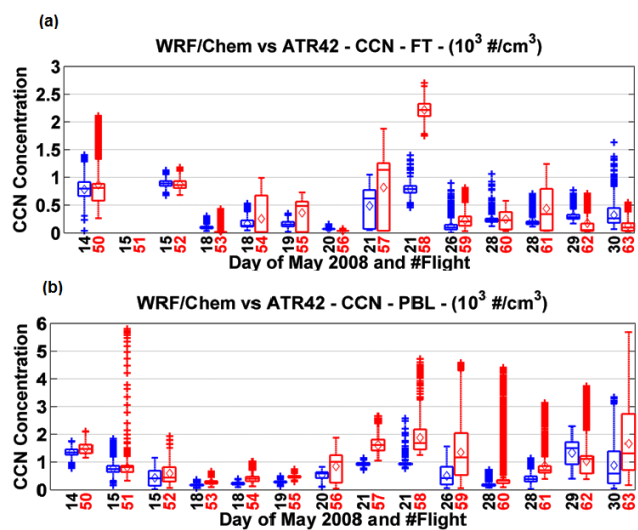 (a)
WRF/Chem vs ATR42 - CCN - FT - (10³ #/cm³)
CCN Concentration
3
2.5
2
1.5
1
0.5
0
14 15 15 18 18 19 20 21 21 26 28 28 29 30
50 51 52 53 54 55 56 57 58 59 60 61 62 63
Day of May 2008 and #Flight
(b)
WRF/Chem vs ATR42 - CCN - PBL - (10³ #/cm³)
CCN Concentration
6
5
4
3
2
1
0
14 15 15 18 18 19 20 21 21 26 28 28 29 30
50 51 52 53 54 55 56 57 58 59 60 61 62 63
Day of May 2008 and #Flight